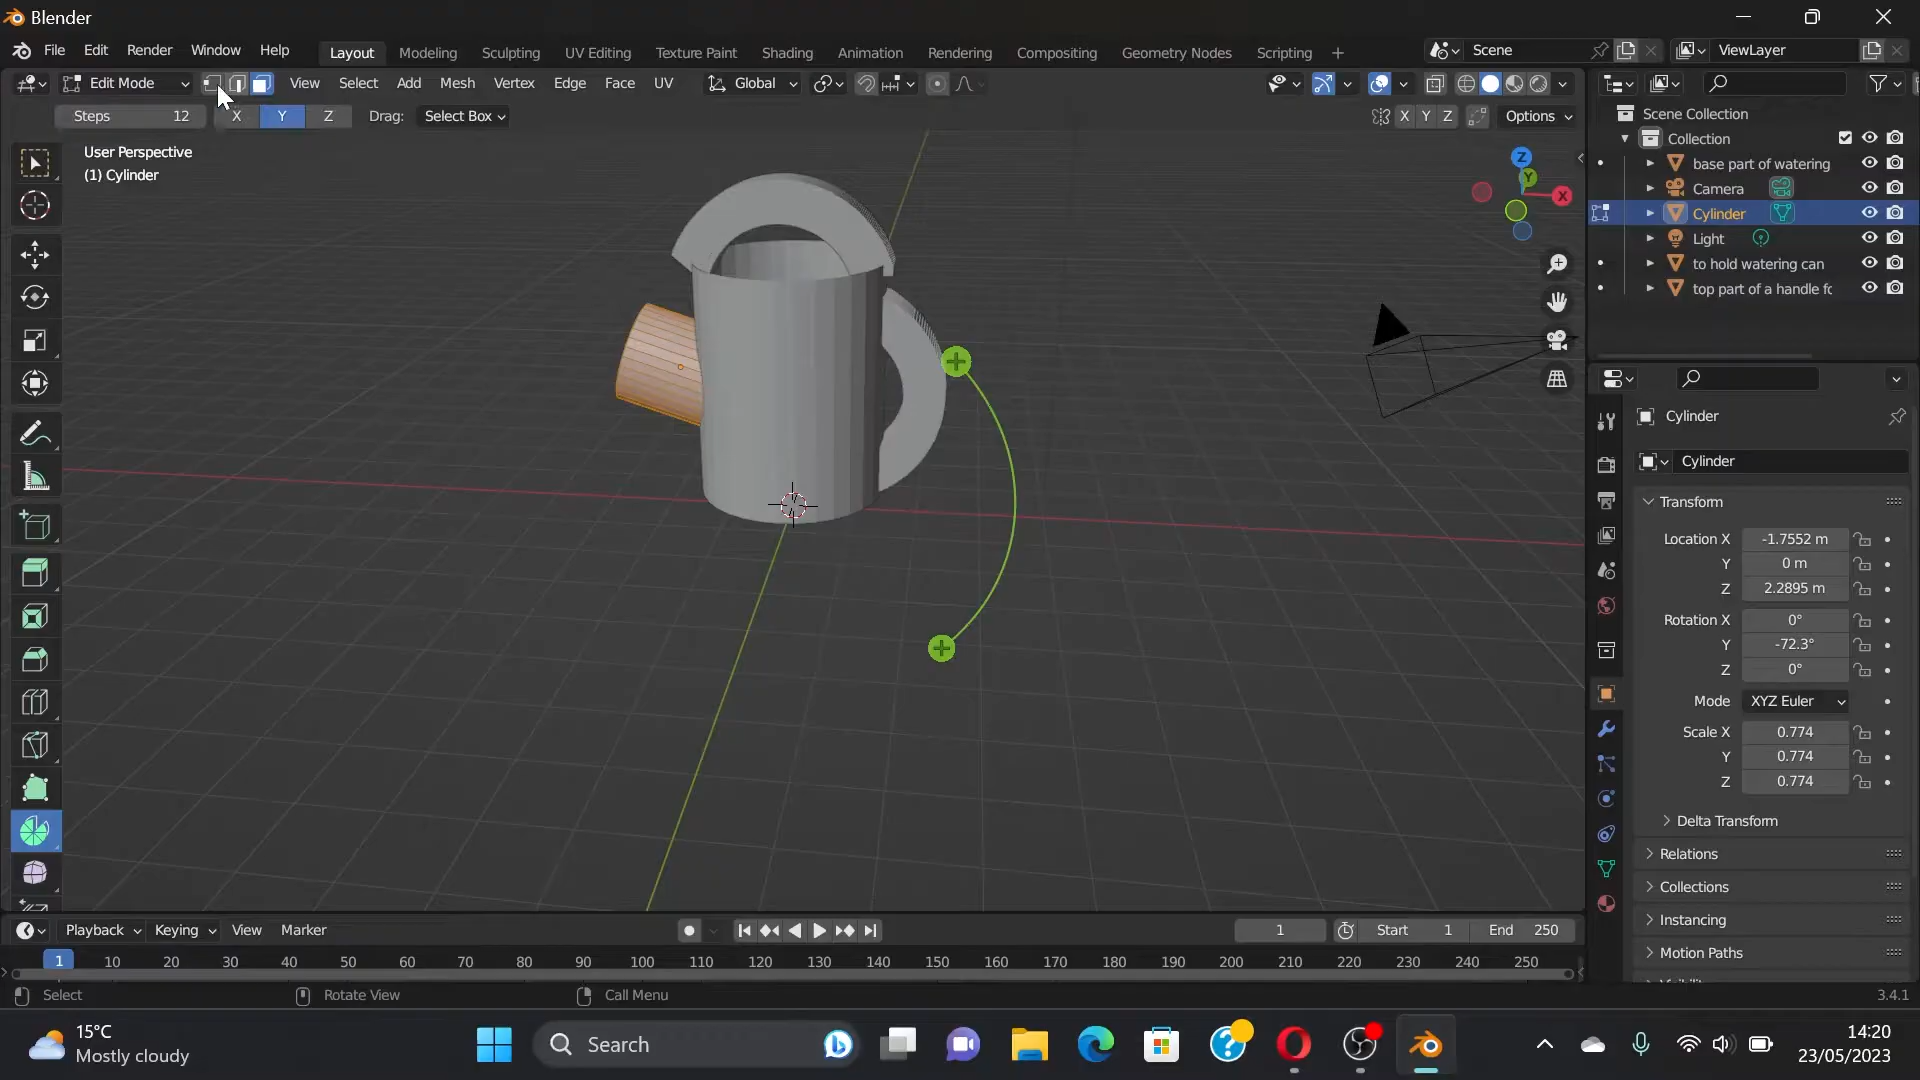 Blender
File Edit Render Window Help Layout Modeling Sculpting UV Editing Texture Paint Shading Animation Rendering Compositing Geometry Nodes Scripting + Scene ViewLayer
Edit Mode View Select Add Mesh Vertex Edge Face UV Global
Steps 12 X Y Z Drag: Select Box X Y Z Options
User Perspective
(1) Cylinder
Z
Y
X
Scene Collection
Collection
base part of watering
Camera
Cylinder
Light
to hold watering can
top part of a handle fc
Cylinder
Cylinder
Transform
Location X -1.7552 m
Y 0 m
Z 2.2895 m
Rotation X 0°
Y -72.3°
Z 0°
Mode XYZ Euler
Scale X 0.774
Y 0.774
Z 0.774
Delta Transform
Relations
Collections
Instancing
Motion Paths
Playback Keying View Marker 1 Start 1 End 250
1 10 20 30 40 50 60 70 80 90 100 110 120 130 140 150 160 170 180 190 200 210 220 230 240 250
Select Rotate View Call Menu 3.4.1
15°C
Mostly cloudy
Search
14:20
23/05/2023